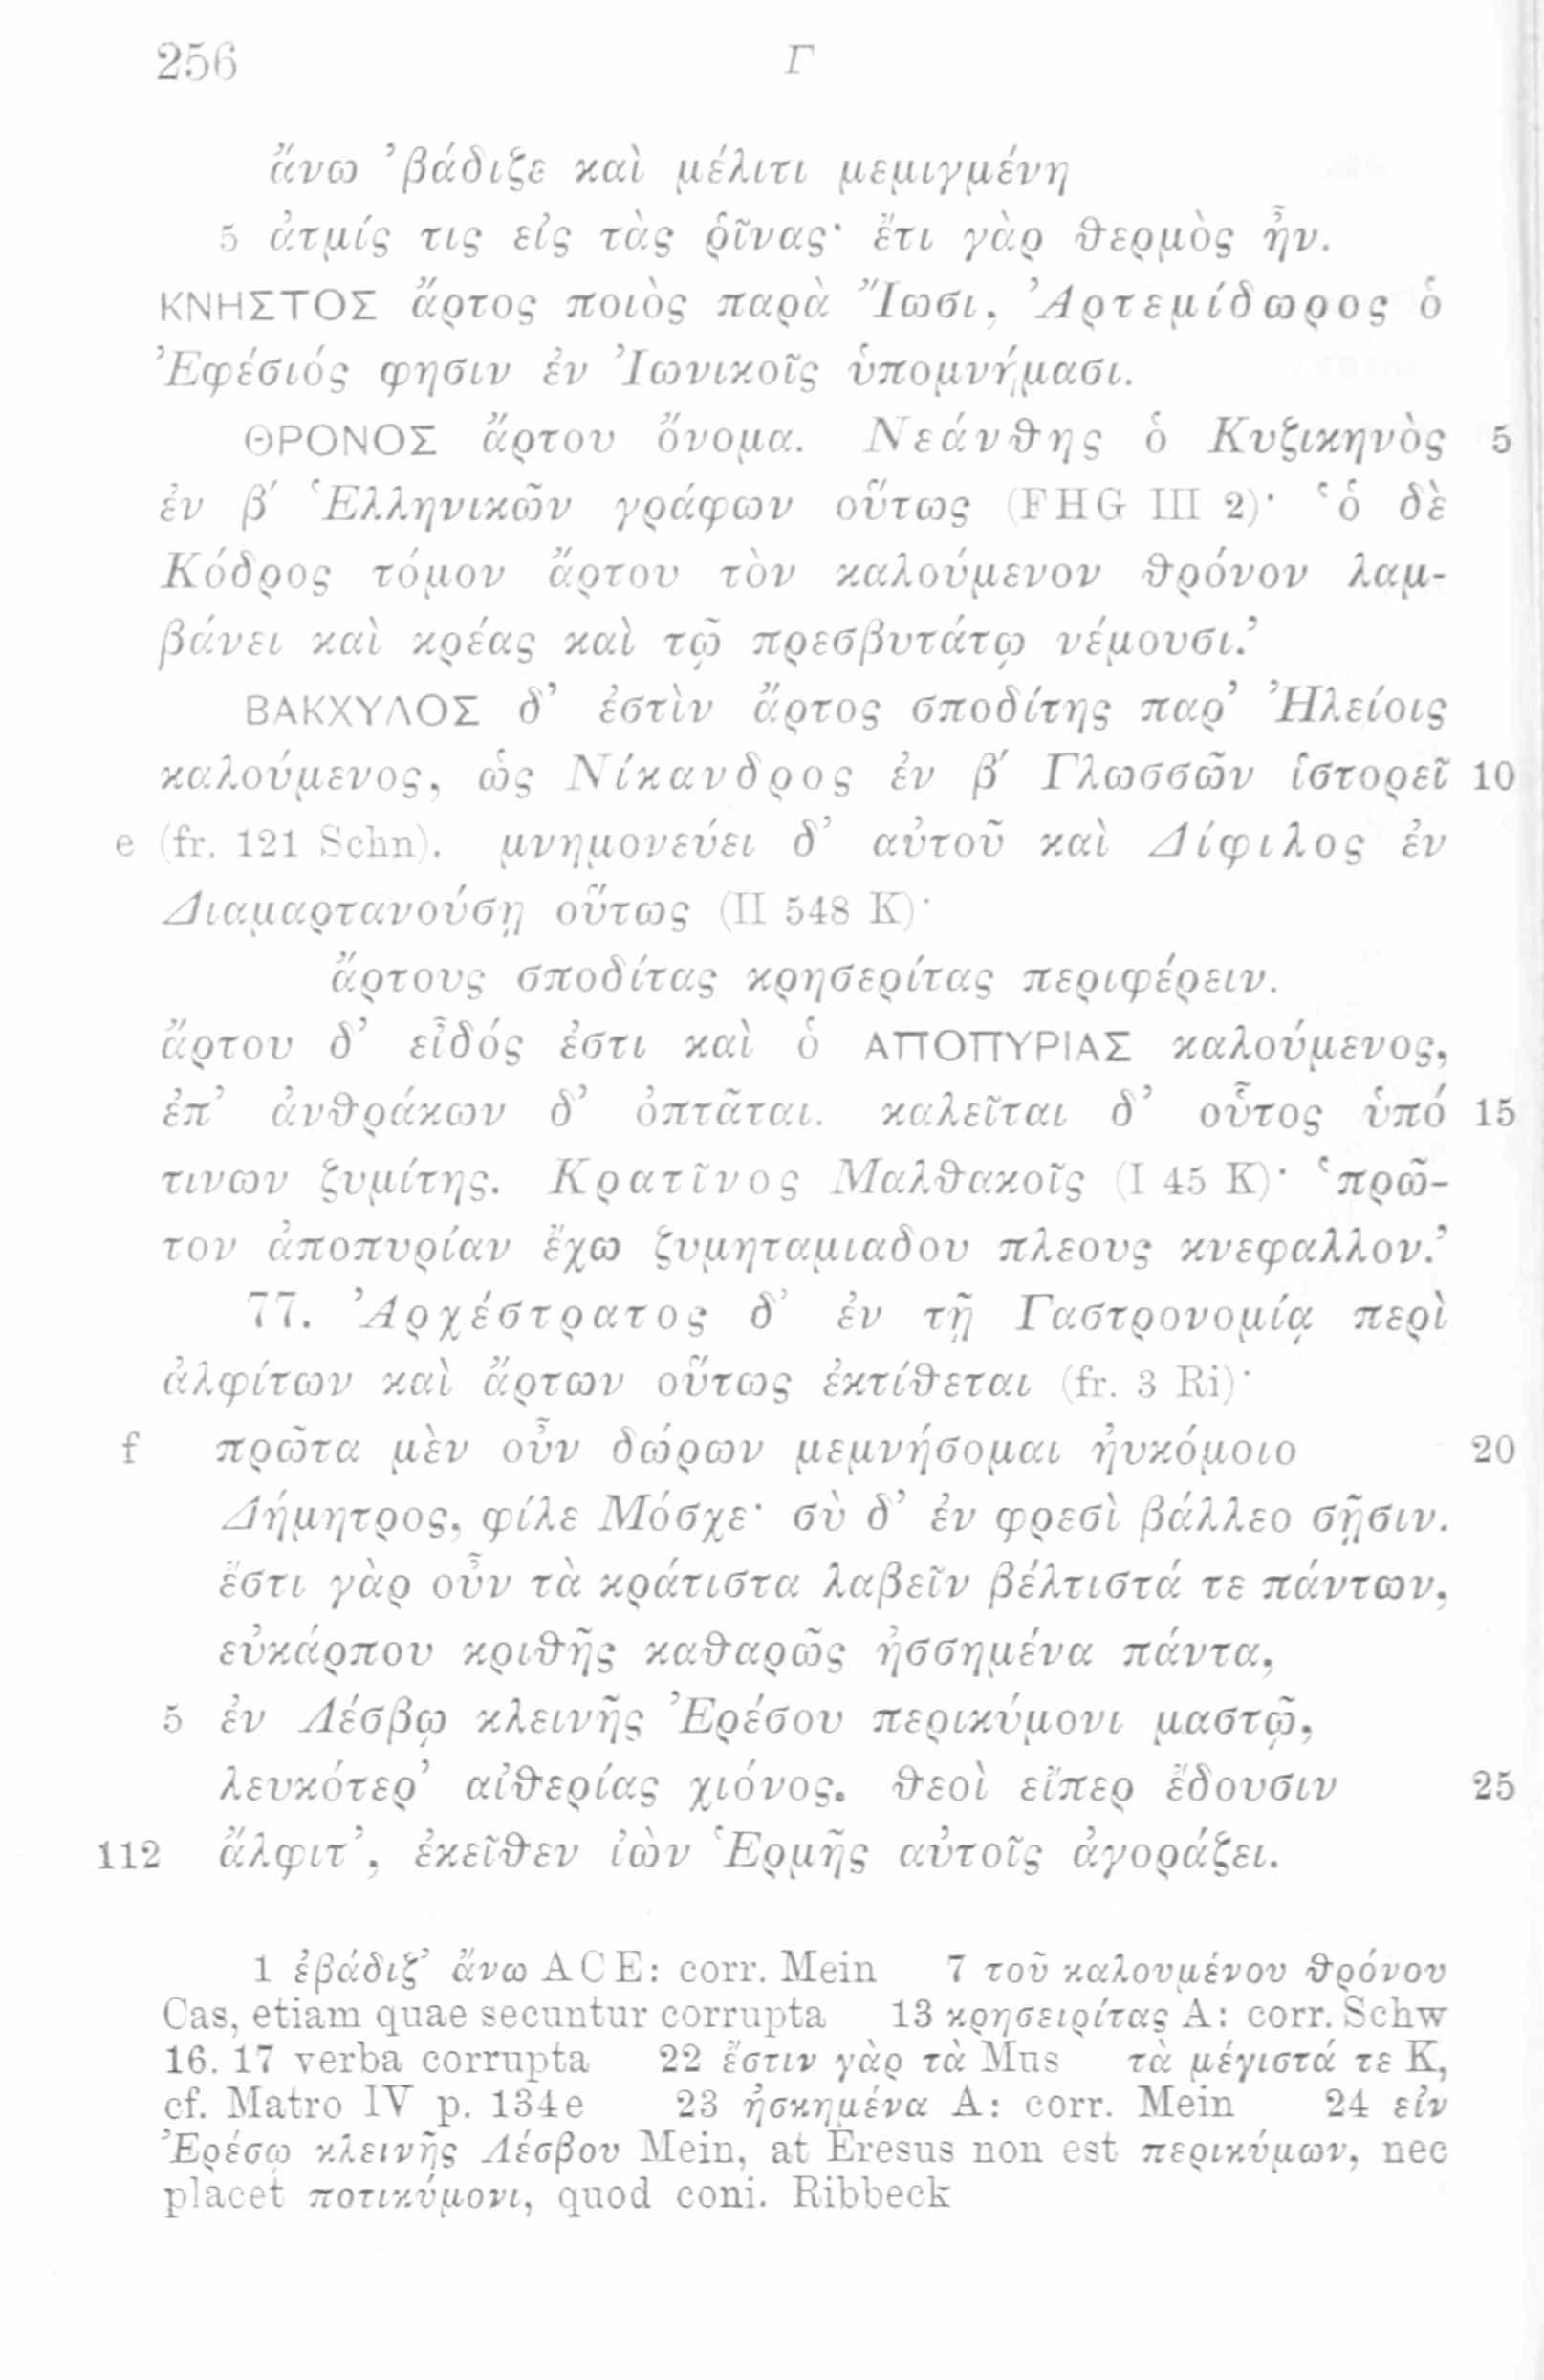 256 Γ
ἄνω ’βάδιζε καὶ μέλιτι μεμιγμένη
5 ἀτμίς τις εἰς τὰς ῥῖνας· ἔτι γὰρ θερμὸς ἦν.
ΚΝΗΣΤΟΣ ἄρτος ποιὸς παρὰ Ἴωσι, Ἀρτεμίδωρος ὁ
Ἐφέσιός φησιν ἐν Ἰωνικοῖς ὑπομνήμασι.
ΘΡΟΝΟΣ ἄρτου ὄνομα. Νεάνθης ὁ Κυζικηνὸς 5
ἐν β′ Ἑλληνικῶν γράφων οὕτως (FHG III 2)· ‘ὁ δὲ
Κόδρος τόμον ἄρτου τὸν καλούμενον θρόνον λαμ-
βάνει καὶ κρέας καὶ τῷ πρεσβυτάτῳ νέμουσι.’
ΒΑΚΧΥΛΟΣ δ’ ἐστὶν ἄρτος σποδίτης παρ’ Ἠλείοις
καλούμενος, ὡς Νίκανδρος ἐν β′ Γλωσσῶν ἱστορεῖ 10
e (fr. 121 Schn). μνημονεύει δ’ αὐτοῦ καὶ Δίφιλος ἐν
Διαμαρτανούσῃ οὕτως (II 548 K)·
ἄρτους σποδίτας κρησερίτας περιφέρειν.
ἄρτου δ’ εἶδός ἐστι καὶ ὁ ΑΠΟΠΥΡΙΑΣ καλούμενος,
ἐπ’ ἀνθράκων δ’ ὀπτᾶται. καλεῖται δ’ οὗτος ὑπό 15
τινων ζυμίτης. Κρατῖνος Μαλθακοῖς (I 45 K)· ‘πρῶ-
τον ἀποπυρίαν ἔχω ζυμηταμιαδου πλεους κνεφαλλον.’
77. Ἀρχέστρατος δ’ ἐν τῇ Γαστρονομίᾳ περὶ
ἀλφίτων καὶ ἄρτων οὕτως ἐκτίθεται (fr. 3 Ri)·
f πρῶτα μὲν οὖν δώρων μεμνήσομαι ἠυκόμοιο 20
Δήμητρος, φίλε Μόσχε· σὺ δ’ ἐν φρεσὶ βάλλεο σῇσιν.
ἔστι γὰρ οὖν τὰ κράτιστα λαβεῖν βέλτιστά τε πάντων,
εὐκάρπου κριθῆς καθαρῶς ἠσσημένα πάντα,
5 ἐν Λέσβῳ κλεινῆς Ἐρέσου περικύμονι μαστῷ,
λευκότερ’ αἰθερίας χιόνος. θεοὶ εἴπερ ἔδουσιν 25
112 ἄλφιτ’, ἐκεῖθεν ἰὼν Ἑρμῆς αὐτοῖς ἀγοράζει.
1 ἐβάδιζ’ ἄνω ACE: corr. Mein 7 τοῦ καλουμένου θρόνου
Cas, etiam quae secuntur corrupta 13 κρησειρίτας A: corr. Schw
16. 17 verba corrupta 22 ἔστιν γὰρ τὰ Mus τὰ μέγιστά τε K,
cf. Matro IV p. 134e 23 ἠσκημένα A: corr. Mein 24 εἰν
Ἐρέσῳ κλεινῆς Λέσβου Mein, at Eresus non est περικύμων, nec
placet ποτικύμονι, quod coni. Ribbeck